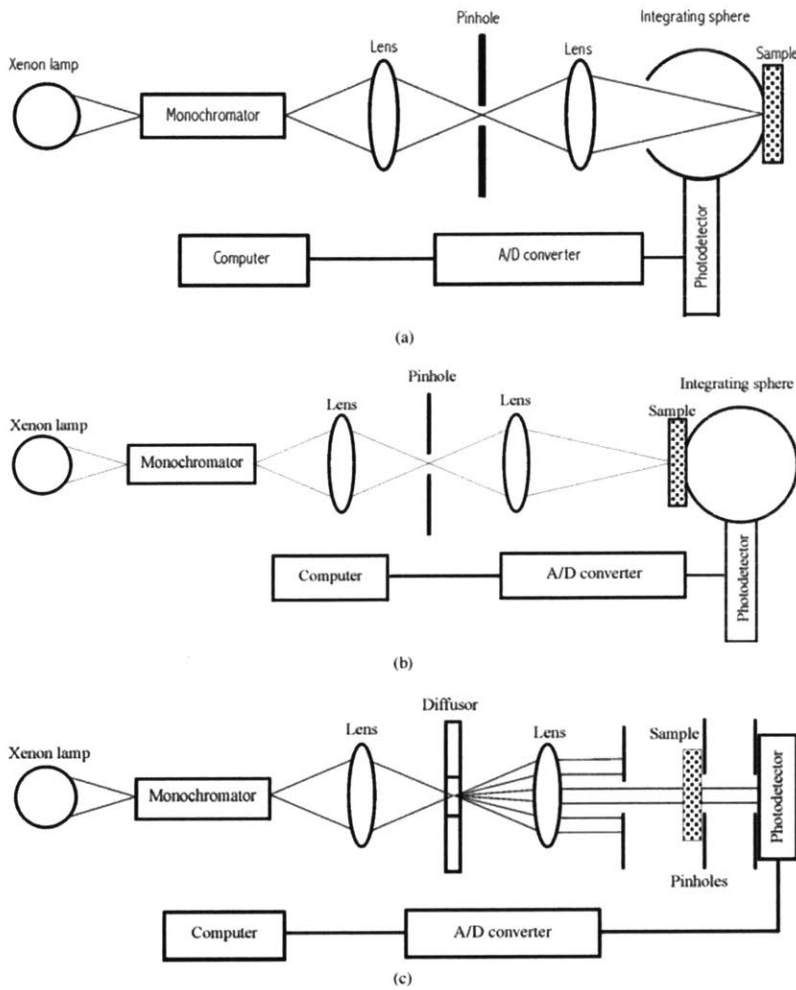 Pinhole
Integrating sphere
Lens
Lens
Sample
Xenon lamp
Monochromator
Computer
A/D converter
Photodetector
(a)
Pinhole
Integrating sphere
Lens
Lens
Sample
Xenon lamp
Monochromator
Computer
A/D converter
Photodetector
(b)
Diffusor
Lens
Lens
Sample
Xenon lamp
Monochromator
Photodetector
Pinholes
Computer
A/D converter
(c)